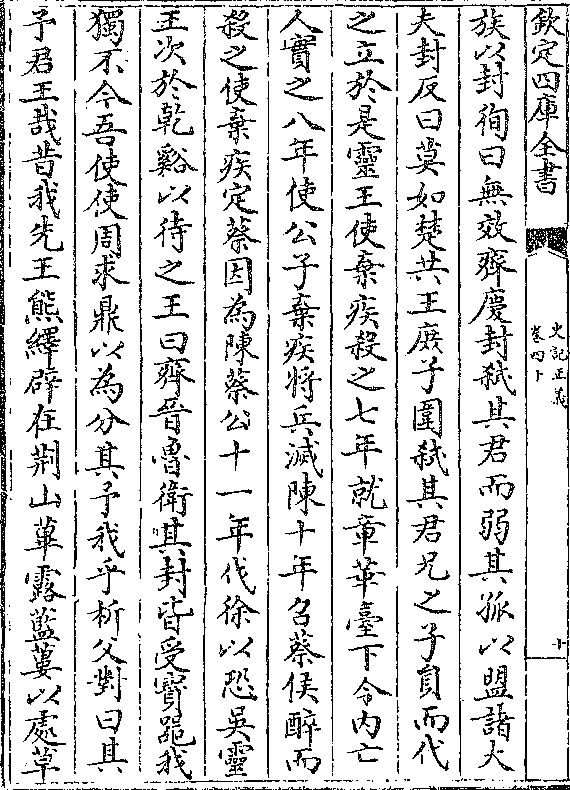 欽定四庫全書
史記正義
卷四十
十
族以封徇曰無效齊慶封弒其君而弱其孤以盟諸大
夫封反曰莫如楚共王庶子圍弒其君兄之子員而代
之立於是靈王使棄疾殺之七年就章華臺下令内亡
人實之八年使公子棄疾將兵滅陳十年召蔡侯醉而
殺之使棄疾定蔡因為陳蔡公十一年伐徐以恐吳靈
王次於乾谿以待之王曰齊晉魯衛其封皆受寶器我
獨不今吾使使周求鼎以為分其予我乎析父對曰其
予君王哉昔我先王熊繹辟在荆山蓽露藍蔞以處草